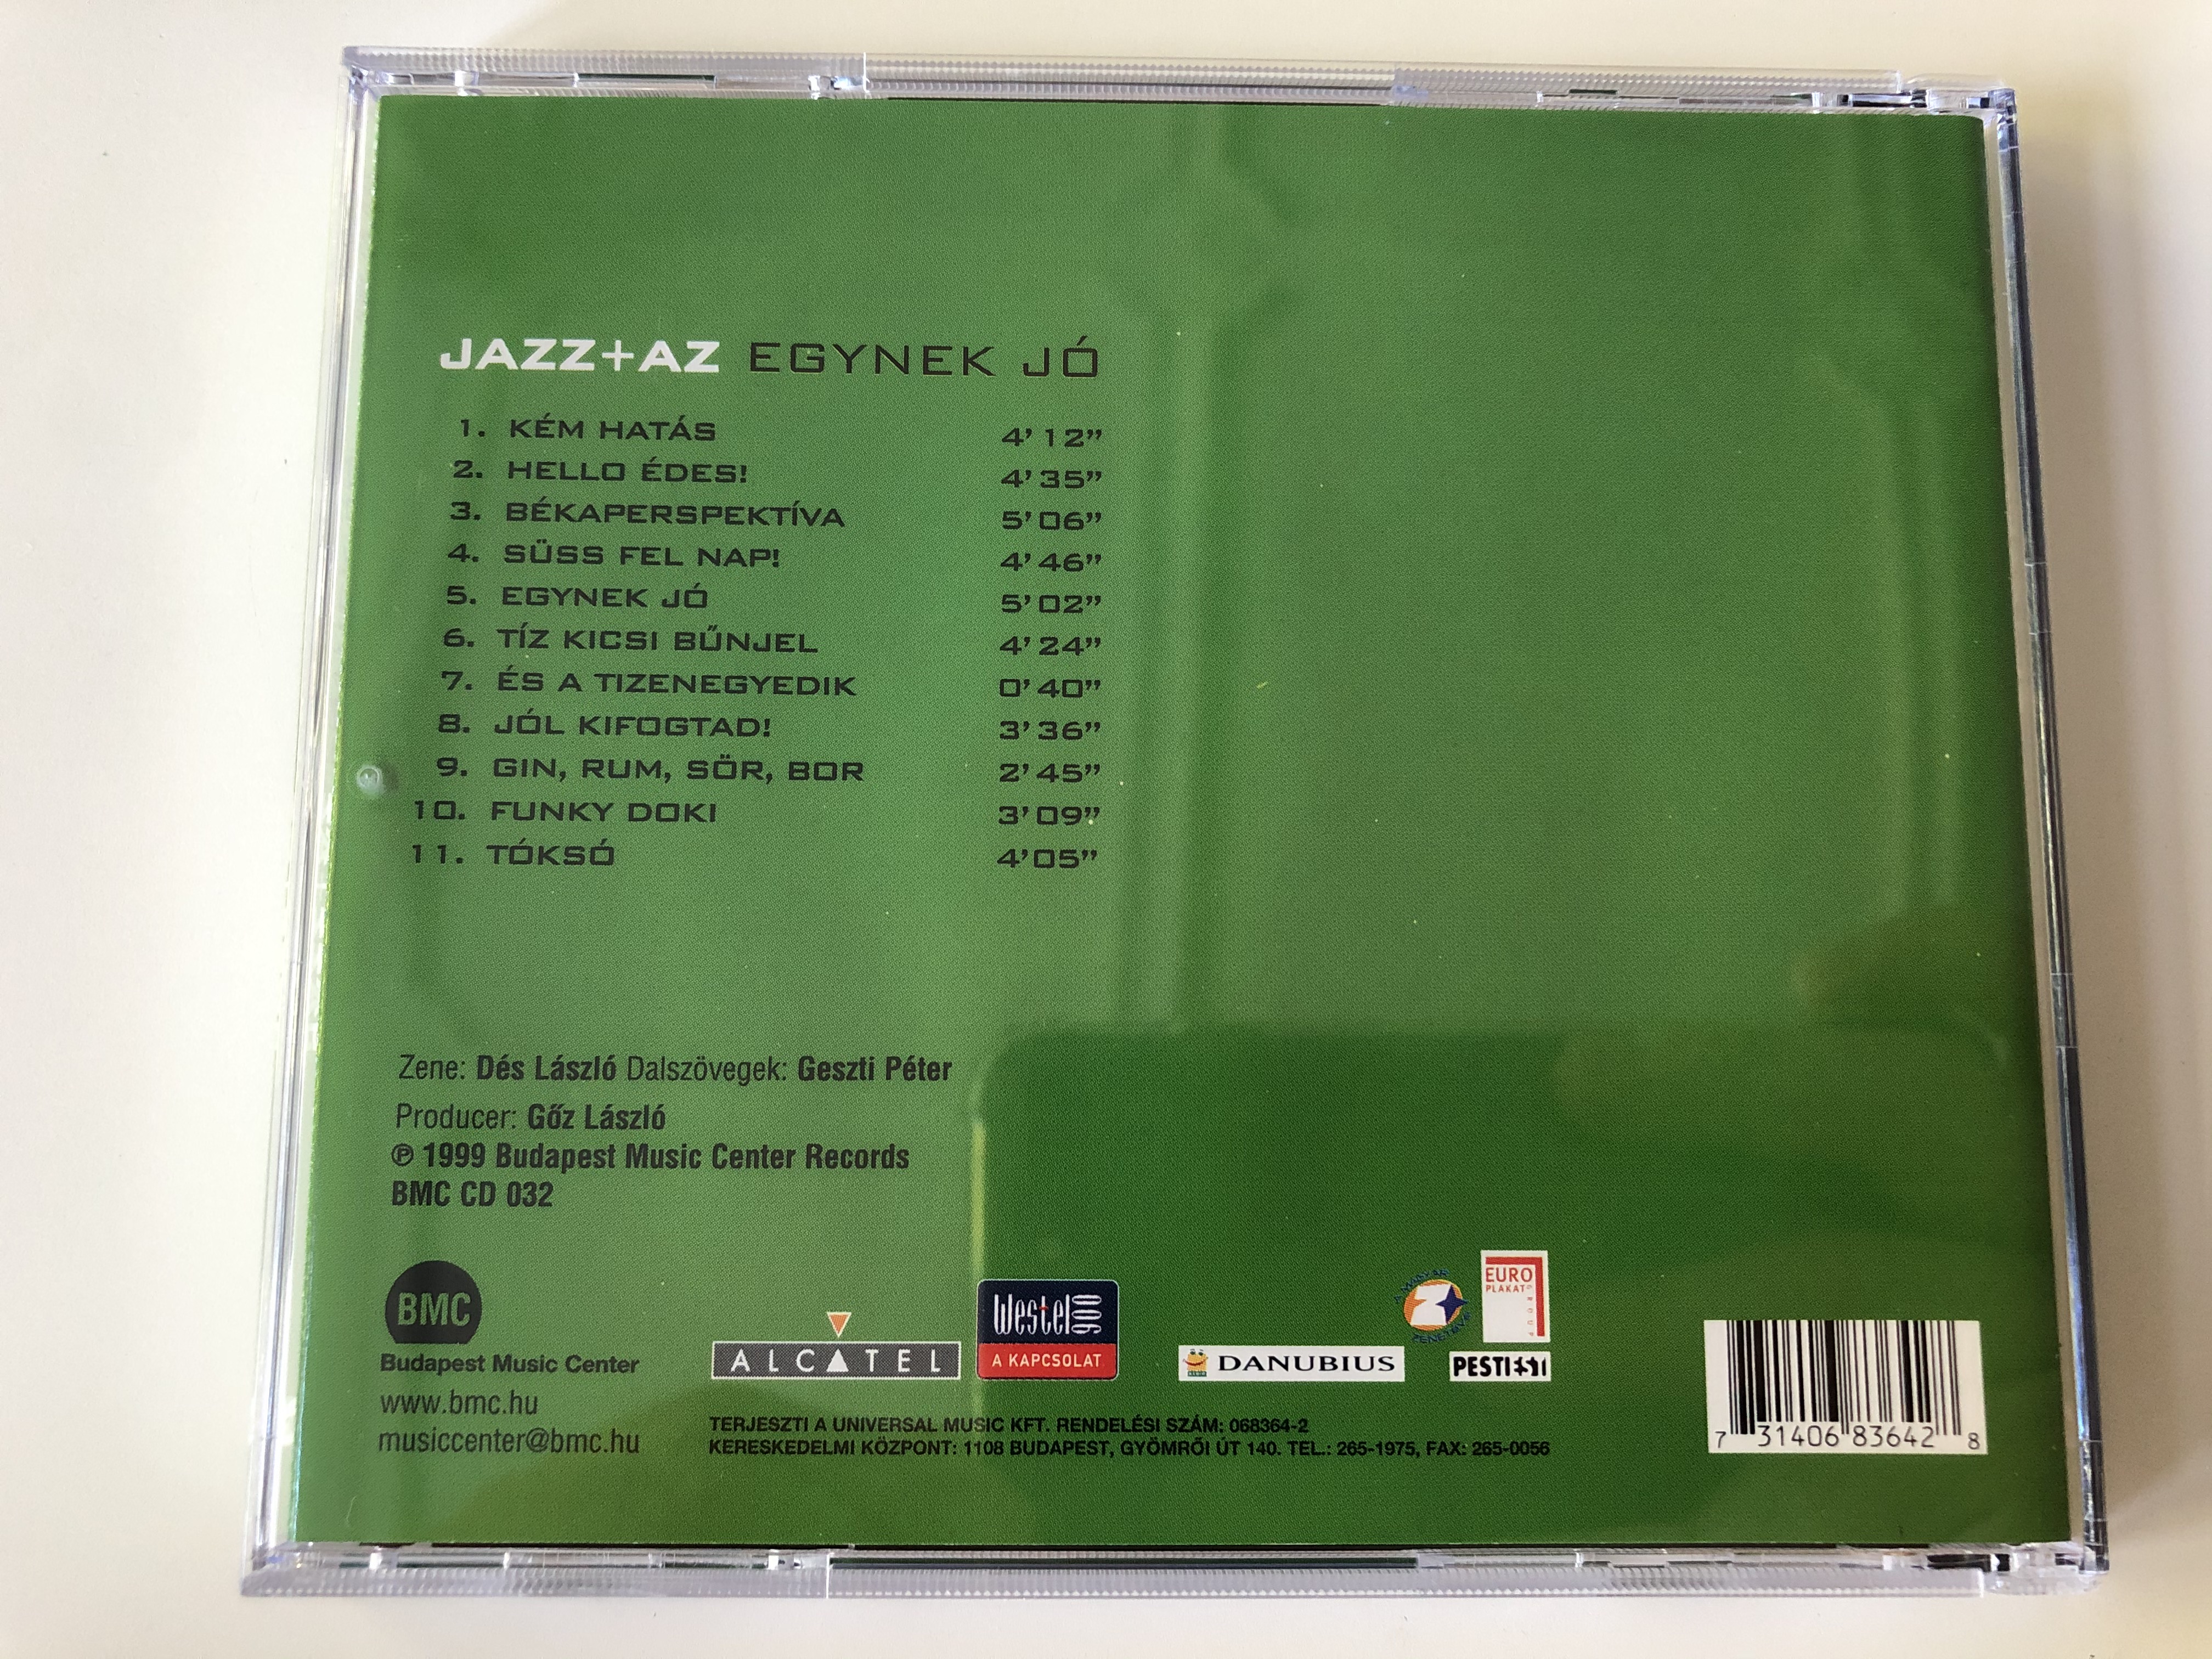 JAZZ+AZ EGYNEK JÓ
1. KÉM HATÁS 4’12”
2. HELLO ÉDES! 4’35”
3. BÉKAPERSPEKTÍVA 5’06”
4. SÜSS FEL NAP! 4’46”
5. EGYNEK JÓ 5’02”
6. TÍZ KICSI BŰNJEL 4’24”
7. ÉS A TIZENEGYEDIK 0’40”
8. JÓL KIFOGTAD! 3’36”
9. GIN, RUM, SÖR, BOR 2’45”
10. FUNKY DOKI 3’09”
11. TÓKSÓ 4’05”
Zene: Dés László Dalszövegek: Geszti Péter
Producer: Gőz László
℗ 1999 Budapest Music Center Records
BMC CD 032
BMC
Budapest Music Center
www.bmc.hu
musiccenter@bmc.hu
ALCATEL
Westel 900
A KAPCSOLAT
DANUBIUS
A MAGYAR
ZENETÉVÉ
EURO
PLAKAT
GROUP
PESTI EST
TERJESZTI A UNIVERSAL MUSIC KFT. RENDELÉSI SZÁM: 068364-2
KERESKEDELMI KÖZPONT: 1108 BUDAPEST, GYÖMRŐI ÚT 140. TEL.: 265-1975, FAX: 265-0056
7 31406 83642 8